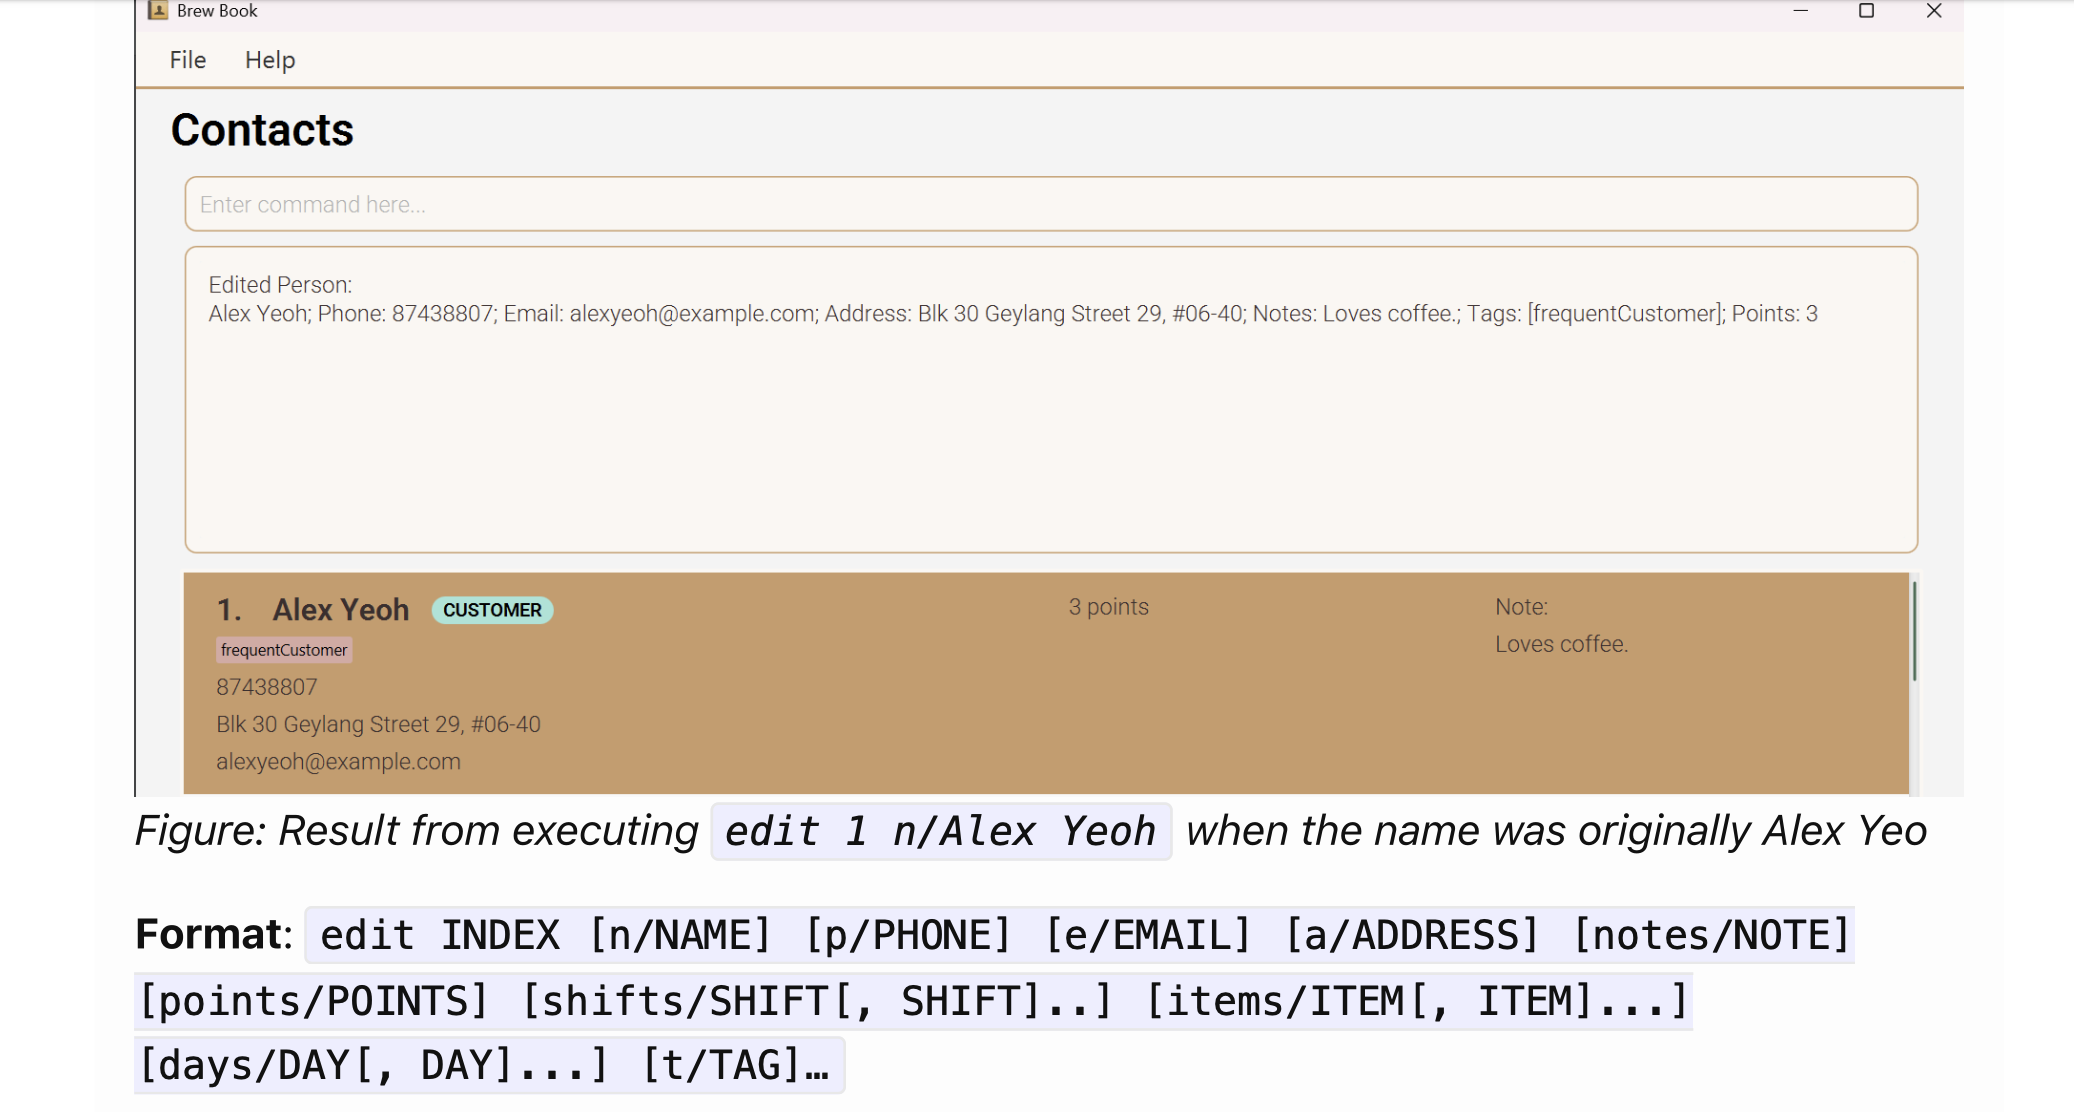 Brew Book
File Help
Contacts
Enter command here...
Edited Person:
Alex Yeoh; Phone: 87438807; Email: alexyeoh@example.com; Address: Blk 30 Geylang Street 29, #06-40; Notes: Loves coffee.; Tags: [frequentCustomer]; Points: 3
1. Alex Yeoh CUSTOMER
frequentCustomer
87438807
Blk 30 Geylang Street 29, #06-40
alexyeoh@example.com
3 points
Note:
Loves coffee.
Figure: Result from executing edit 1 n/Alex Yeoh when the name was originally Alex Yeo
Format: edit INDEX [n/NAME] [p/PHONE] [e/EMAIL] [a/ADDRESS] [notes/NOTE]
[points/POINTS] [shifts/SHIFT[, SHIFT]..] [items/ITEM[, ITEM]...]
[days/DAY[, DAY]...] [t/TAG]…